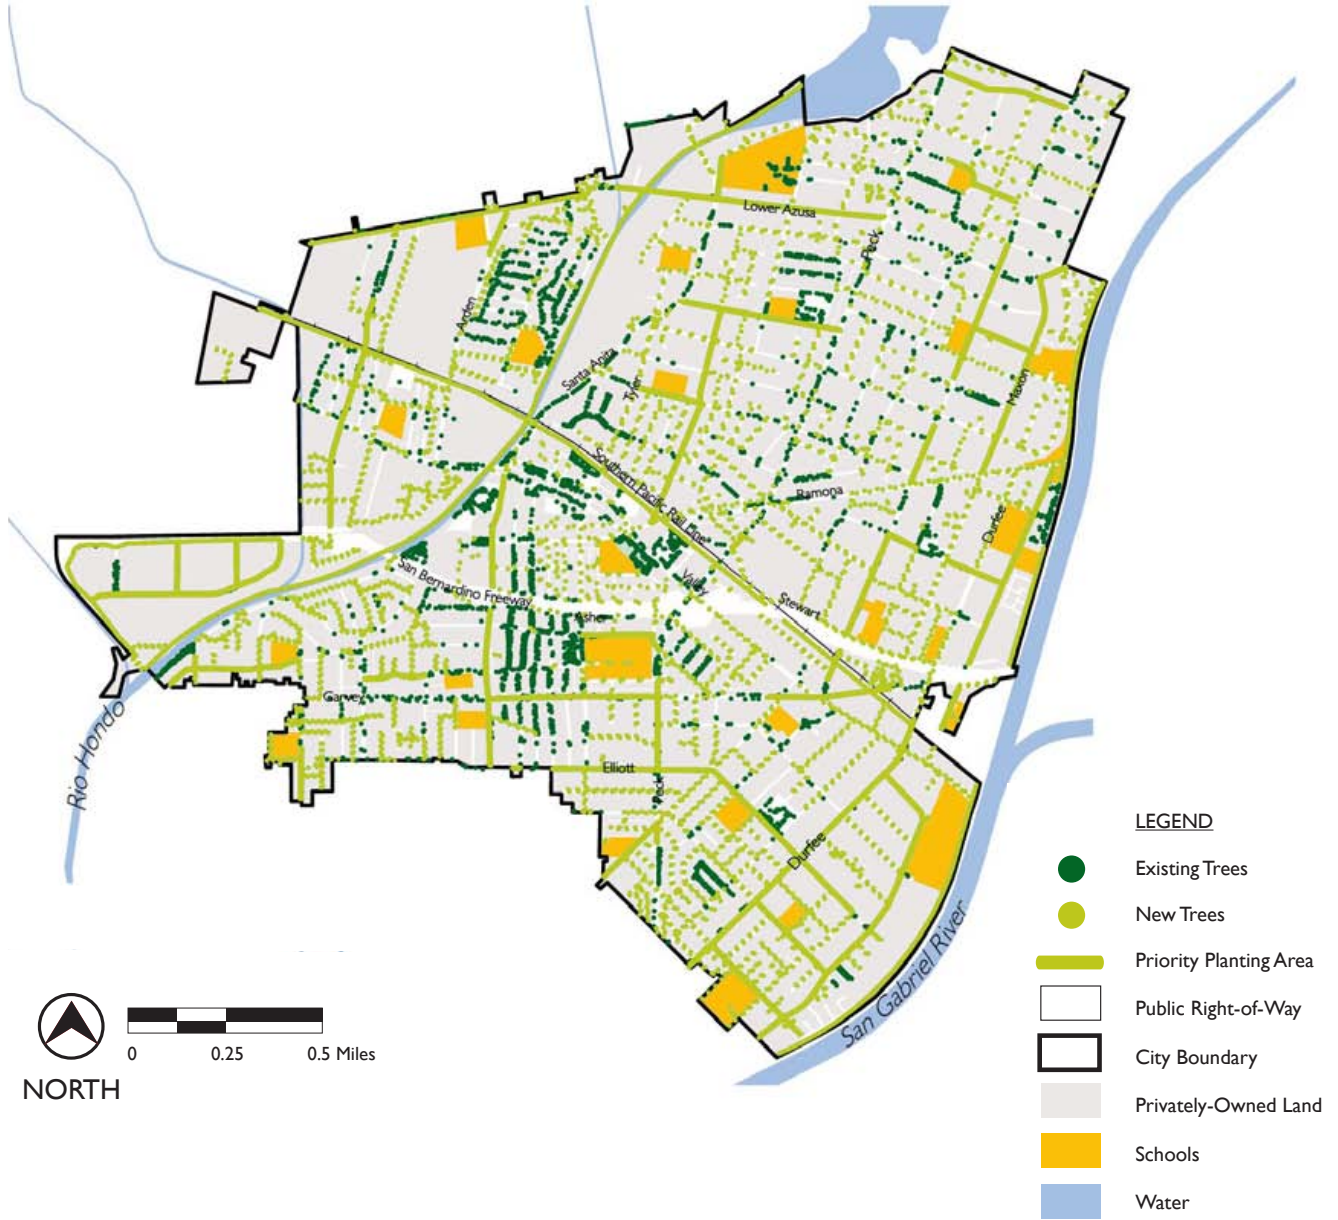 Lower Azusa
Peck
Arden
Santa Anita
Tyler
Maxon
Southern Pacific Rail Line
Ramona
Durfee
San Bernardino Freeway
Valley
Stewart
Asher
Garvey
Rio Hondo
Elliott
Peck
Durfee
San Gabriel River
LEGEND
Existing Trees
New Trees
Priority Planting Area
Public Right-of-Way
City Boundary
Privately-Owned Land
Schools
Water
0 0.25 0.5 Miles
NORTH